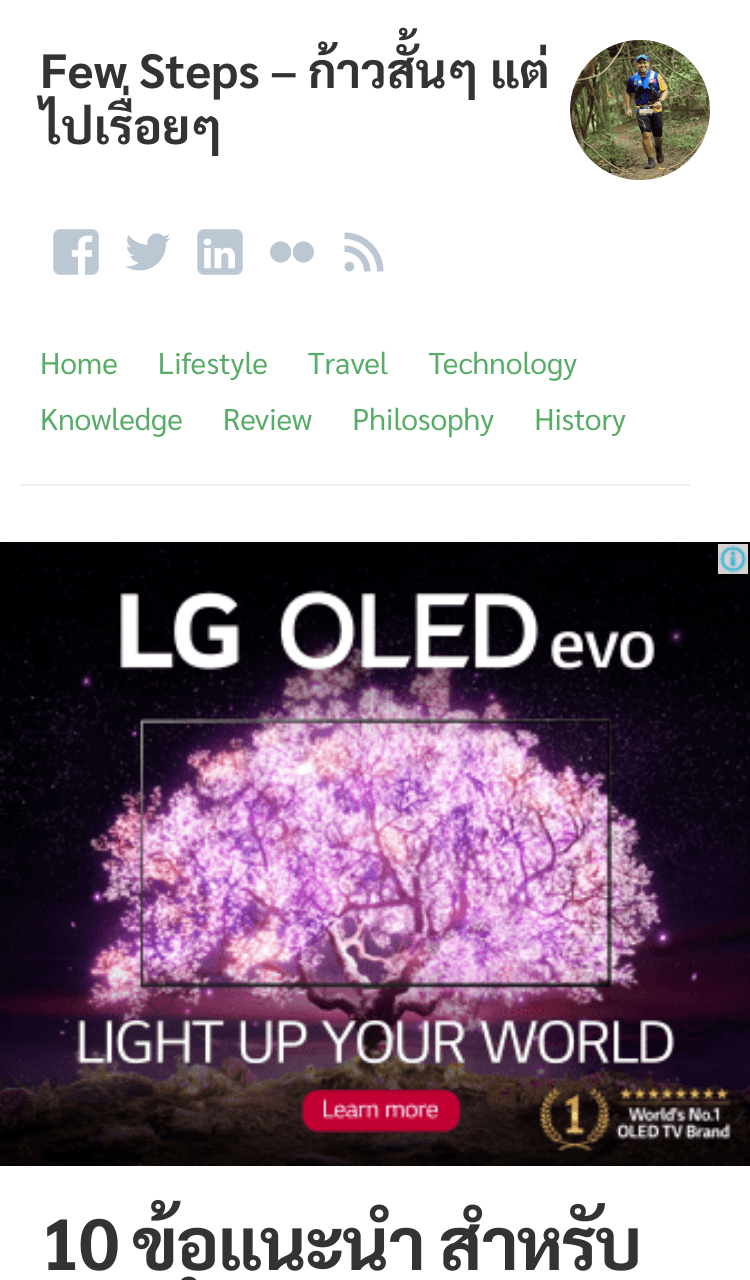 Few Steps – ก้าวสั้นๆ แต่
ไปเรื่อยๆ
Home Lifestyle Travel Technology
Knowledge Review Philosophy History
LG OLED evo
LIGHT UP YOUR WORLD
Learn more
1
World's No.1
OLED TV Brand
10 ข้อแนะนำ สำหรับ